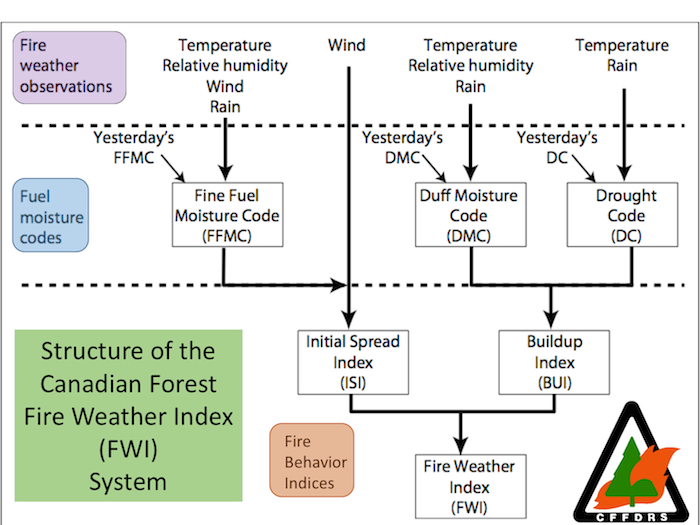 Fire
weather
observations
Temperature
Relative humidity
Wind
Rain
Wind
Temperature
Relative humidity
Rain
Temperature
Rain
Yesterday's
FFMC
Yesterday's
DMC
Yesterday's
DC
Fuel
moisture
codes
Fine Fuel
Moisture Code
(FFMC)
Duff Moisture
Code
(DMC)
Drought
Code
(DC)
Structure of the
Canadian Forest
Fire Weather Index
(FWI)
System
Initial Spread
Index
(ISI)
Buildup
Index
(BUI)
Fire
Behavior
Indices
Fire Weather
Index
(FWI)
CFFDRS